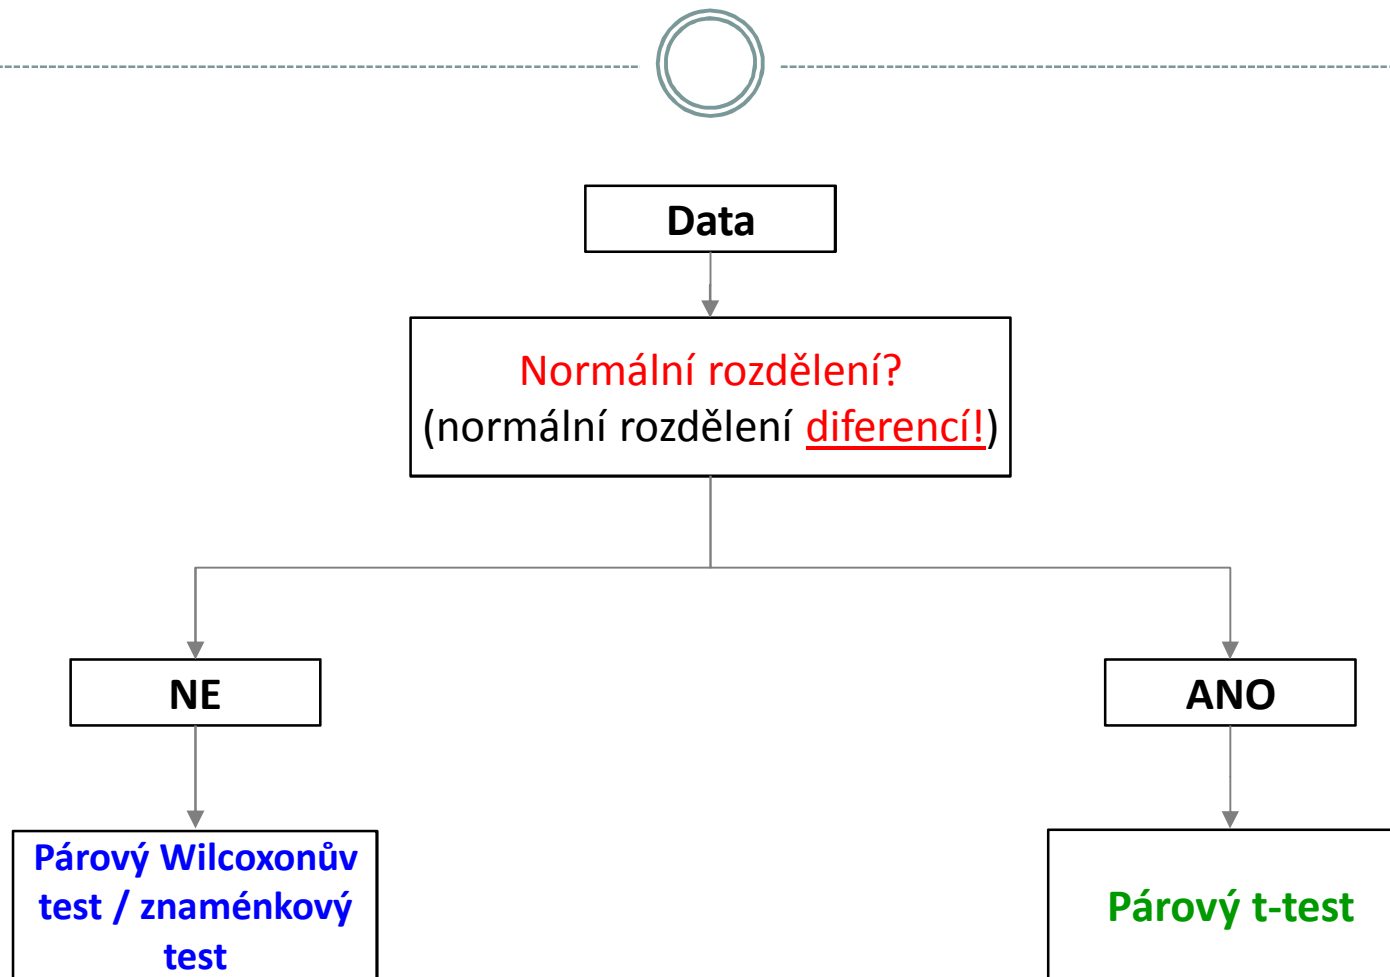 Data
Normální rozdělení?
(normální rozdělení diferencí!)
NE
ANO
Párový Wilcoxonův
test / znaménkový
test
Párový t-test